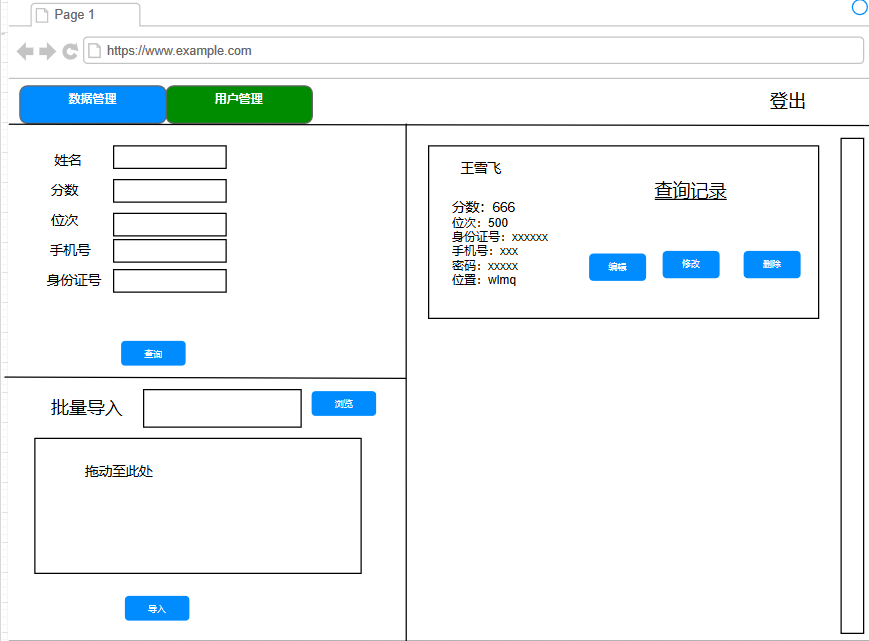 Page 1
https://www.example.com
数据管理
用户管理
登出
姓名
分数
位次
手机号
身份证号
查询
批量导入
浏览
拖动至此处
导入
王雪飞
查询记录
分数：666
位次：500
身份证号：xxxxxx
手机号：xxx
密码：xxxxx
位置：wlmq
编辑
修改
删除